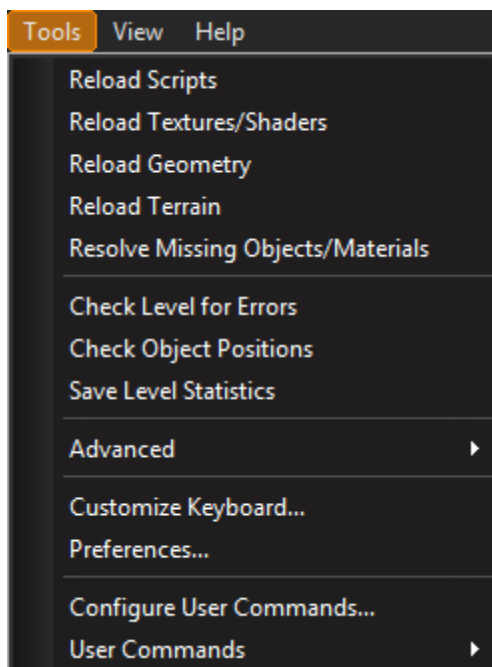 Tools View Help
Reload Scripts
Reload Textures/Shaders
Reload Geometry
Reload Terrain
Resolve Missing Objects/Materials
Check Level for Errors
Check Object Positions
Save Level Statistics
Advanced
Customize Keyboard...
Preferences...
Configure User Commands...
User Commands